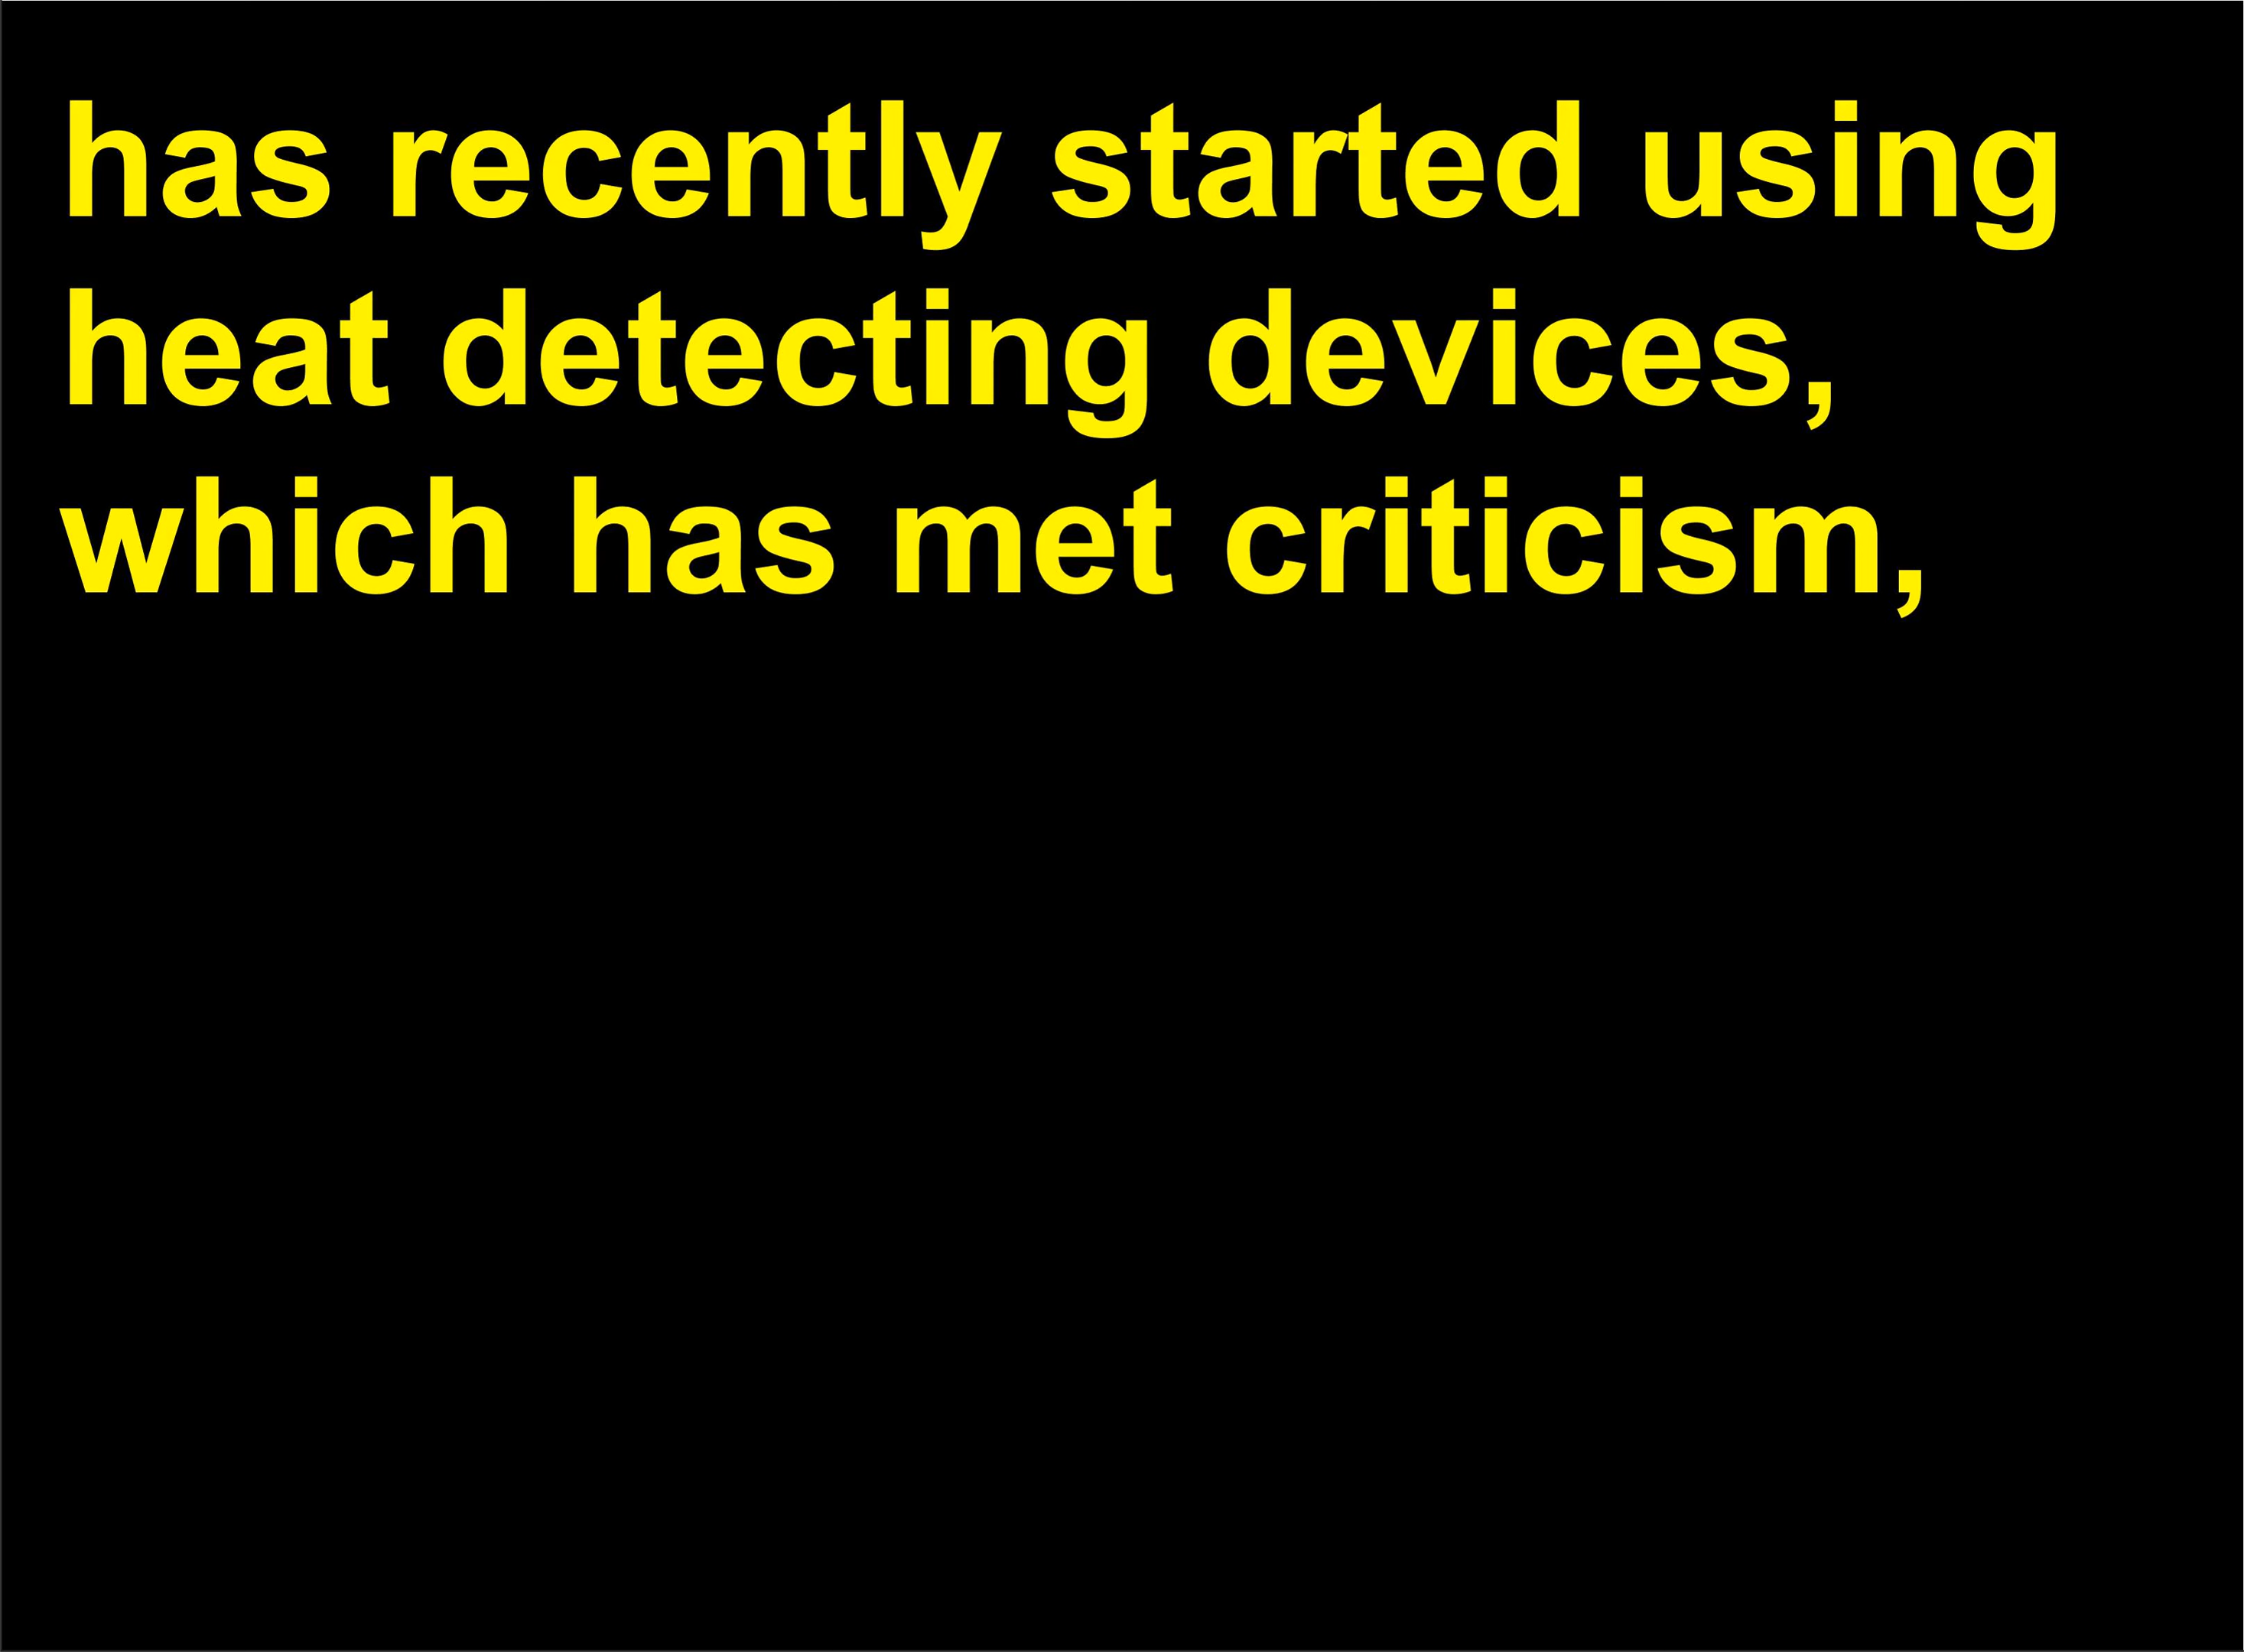 has recently started using
heat detecting devices,
which has met criticism,